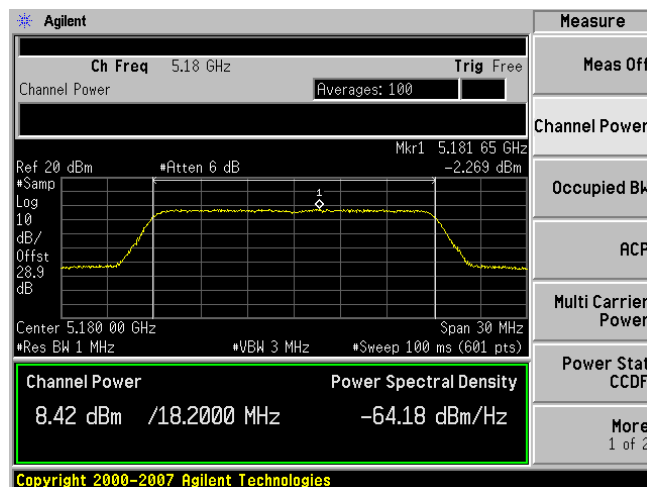 Agilent
Measure
Ch Freq 5.18 GHz Trig Free
Meas Off
Channel Power Averages: 100
Channel Power
Mkr1 5.181 65 GHz
Ref 20 dBm #Atten 6 dB -2.269 dBm
#Samp
Log
10
dB/
Offst
28.9
dB
1
Occupied BW
ACP
Multi Carrier
Power
Center 5.180 00 GHz Span 30 MHz
#Res BW 1 MHz #VBW 3 MHz #Sweep 100 ms (601 pts)
Power Stat
CCDF
Channel Power Power Spectral Density
8.42 dBm /18.2000 MHz -64.18 dBm/Hz
More
1 of 2
Copyright 2000-2007 Agilent Technologies